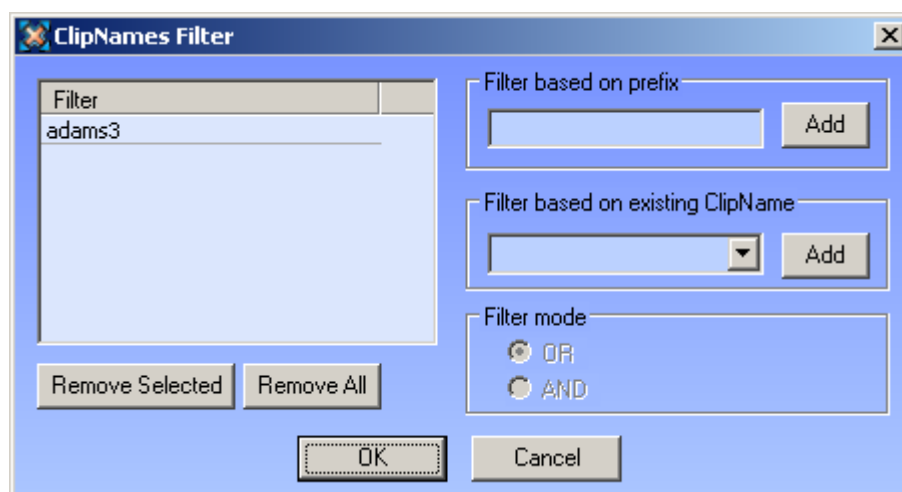 ClipNames Filter
Filter
adams3
Remove Selected
Remove All
Filter based on prefix
Add
Filter based on existing ClipName
Add
Filter mode
OR
AND
OK
Cancel